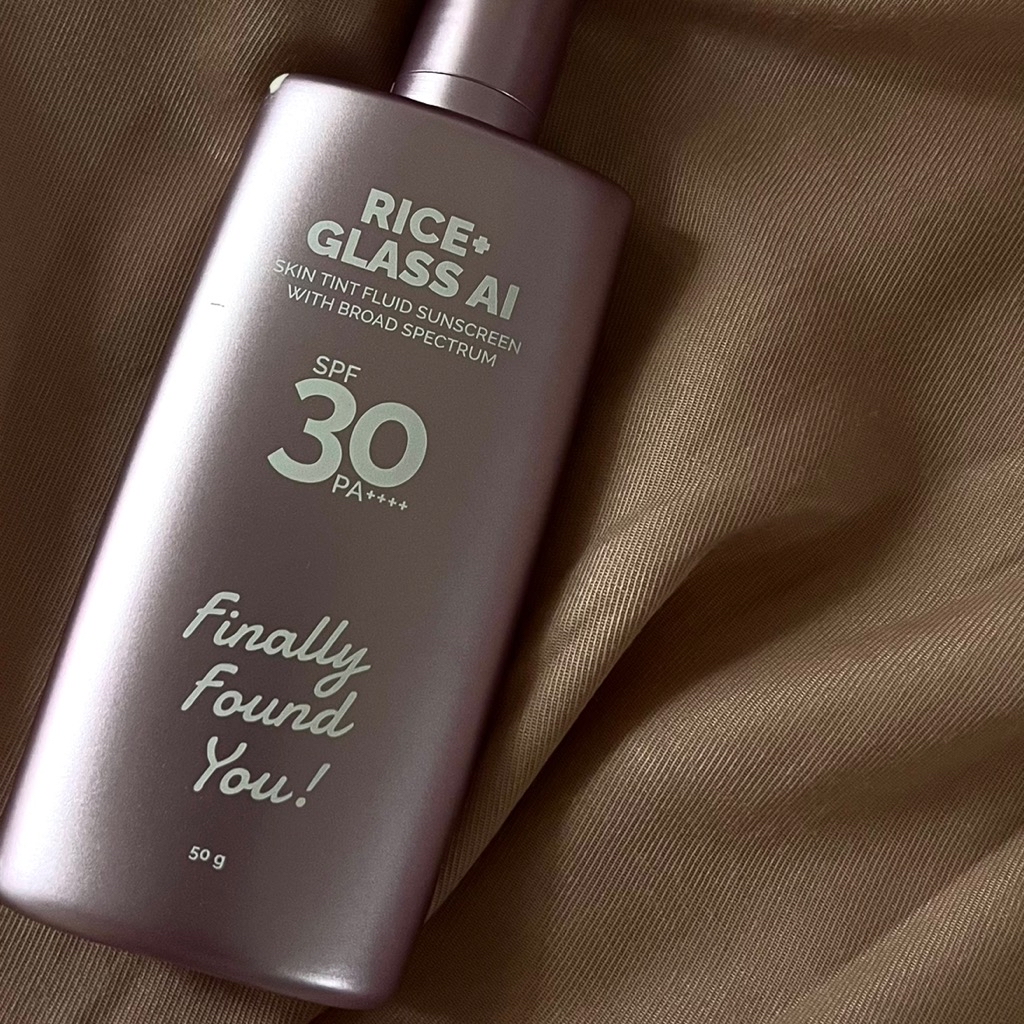 RICE+
GLASS AI
SKIN TINT FLUID SUNSCREEN
WITH BROAD SPECTRUM
SPF
30
PA++++
Finally
Found
You!
50 g